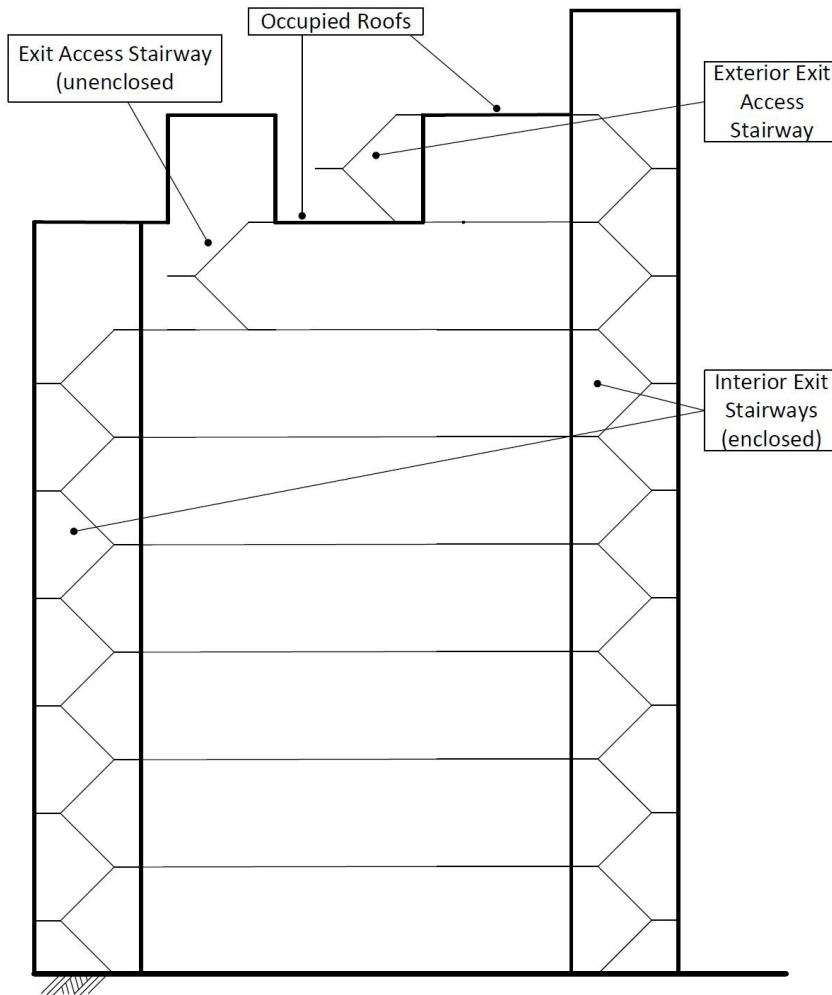 Occupied Roofs
Exit Access Stairway
(unenclosed
Exterior Exit
Access
Stairway
Interior Exit
Stairways
(enclosed)